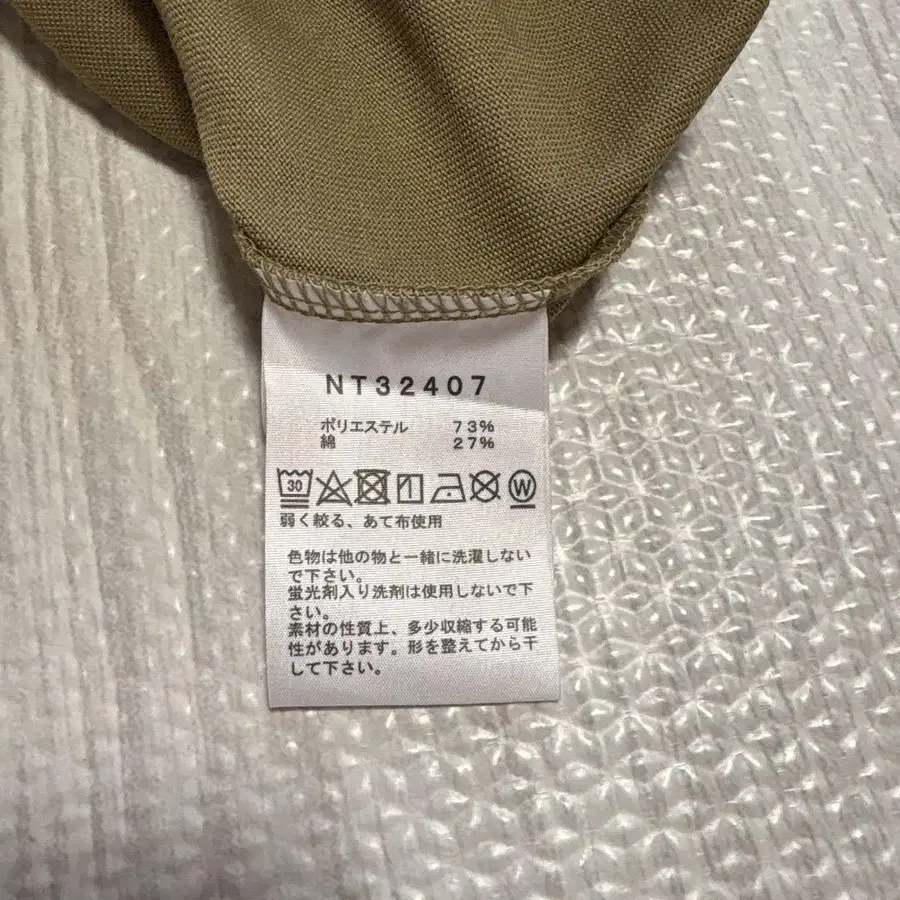 NT32407
ポリエステル 73%
綿 27%
30
W
弱く絞る、あて布使用
色物は他の物と一緒に洗濯しない
で下さい。
蛍光剤入り洗剤は使用しないで下
さい。
素材の性質上、多少収縮する可能
性があります。形を整えてから干
して下さい。